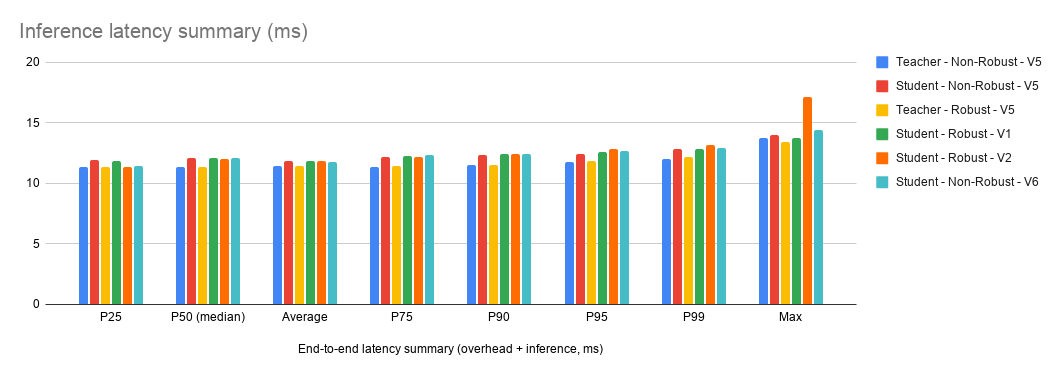 Inference latency summary (ms)
20
15
10
5
0
P25
P50 (median)
Average
P75
P90
P95
P99
Max
End-to-end latency summary (overhead + inference, ms)
Teacher - Non-Robust - V5
Student - Non-Robust - V5
Teacher - Robust - V5
Student - Robust - V1
Student - Robust - V2
Student - Non-Robust - V6